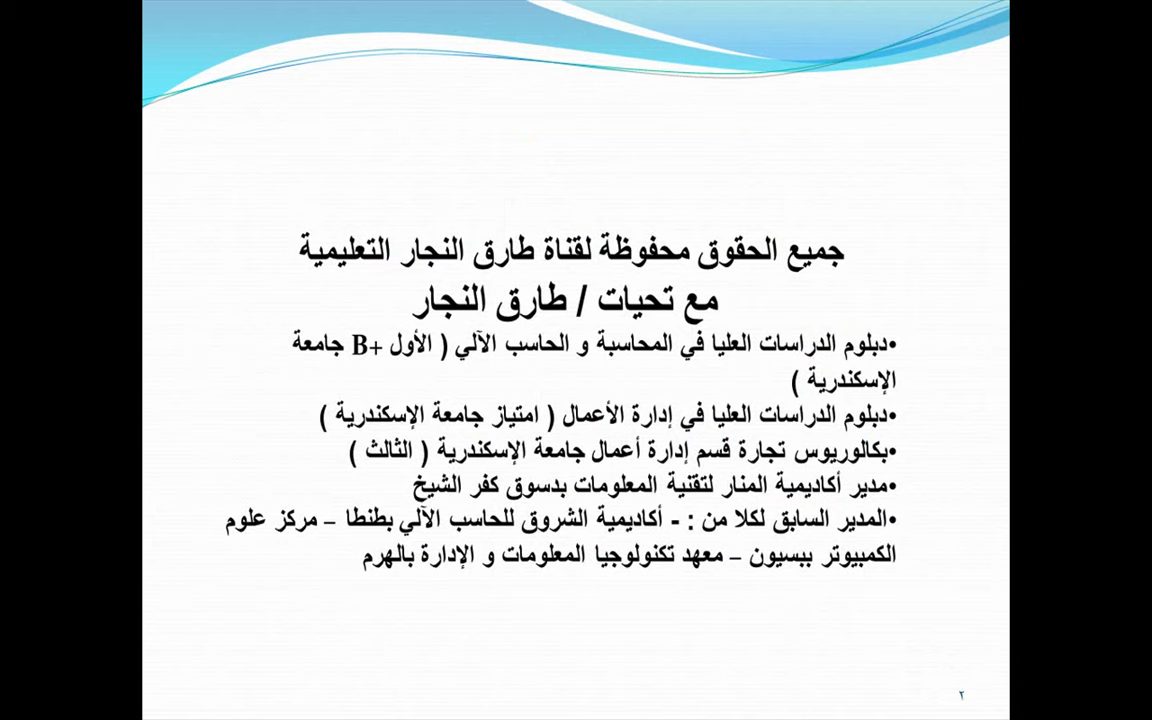 جميع الحقوق محفوظة لقناة طارق النجار التعليمية
مع تحيات / طارق النجار
•دبلوم الدراسات العليا في المحاسبة و الحاسب الآلي ( الأول +B جامعة
الإسكندرية )
•دبلوم الدراسات العليا في إدارة الأعمال ( امتياز جامعة الإسكندرية )
•بكالوريوس تجارة قسم إدارة أعمال جامعة الإسكندرية ( الثالث )
•مدير أكاديمية المنار لتقنية المعلومات بدسوق كفر الشيخ
•المدير السابق لكلا من : - أكاديمية الشروق للحاسب الآلي بطنطا – مركز علوم
الكمبيوتر ببسيون – معهد تكنولوجيا المعلومات و الإدارة بالهرم
٢